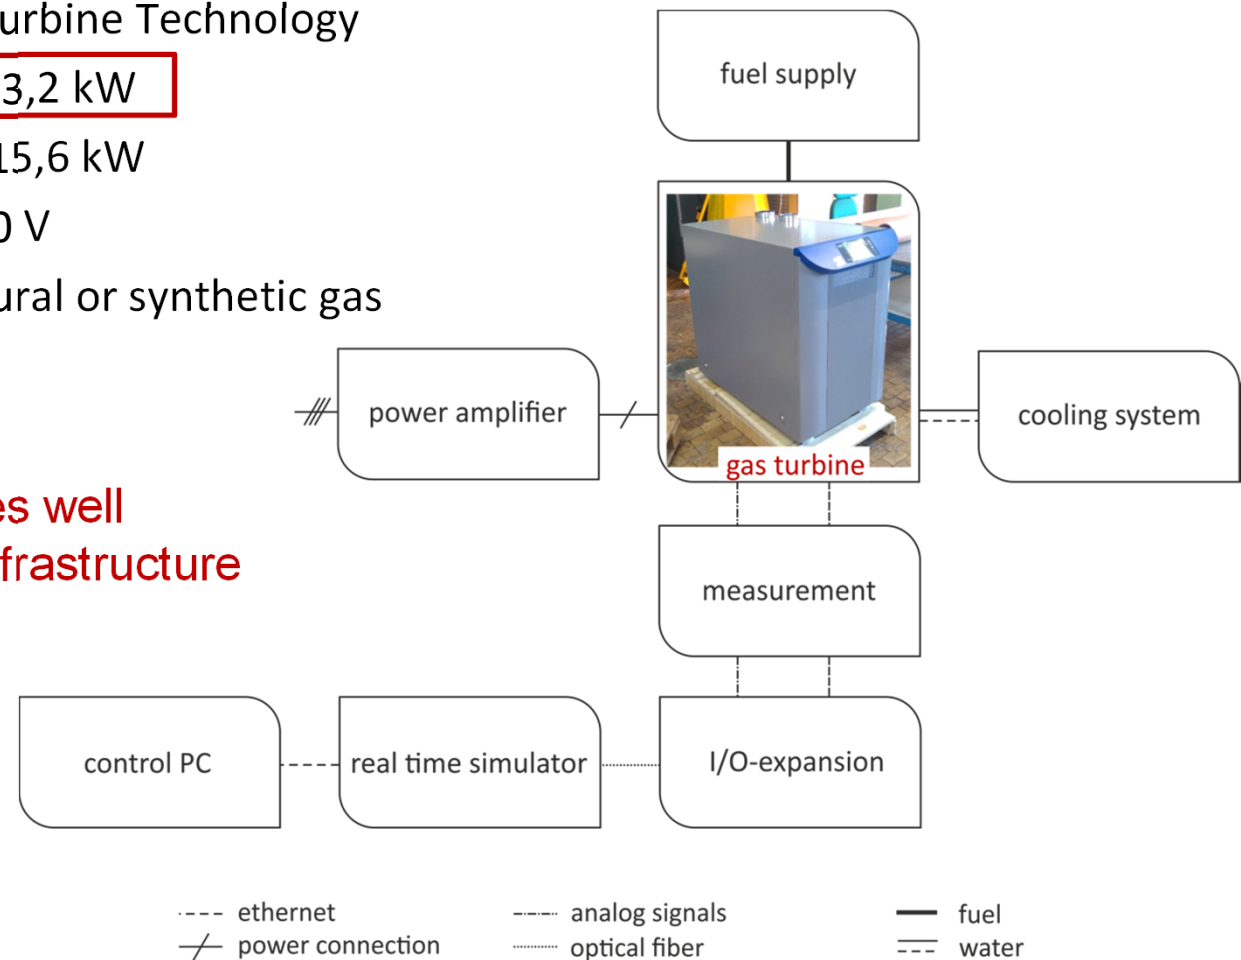 urbine Technology
3,2 kW
15,6 kW
0 V
ural or synthetic gas
es well
frastructure
fuel supply
power amplifier
gas turbine
cooling system
measurement
control PC
real time simulator
I/O-expansion
ethernet
analog signals
fuel
power connection
optical fiber
water